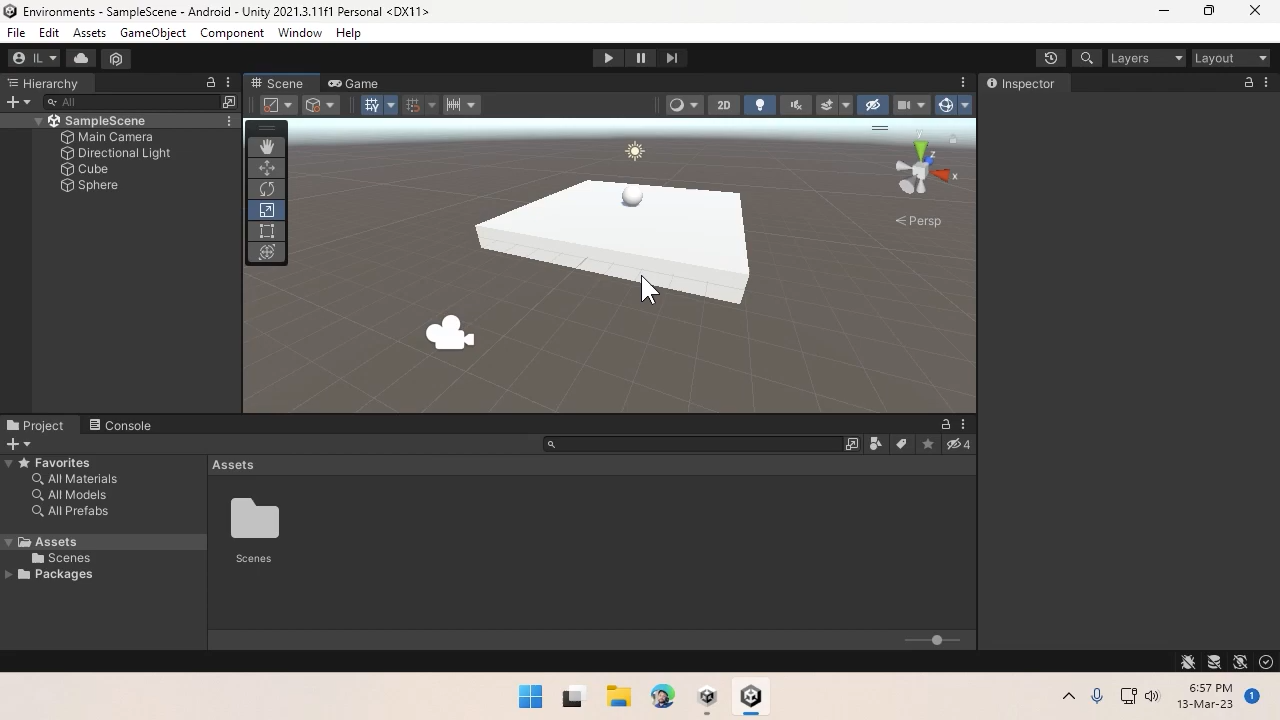 Environments - SampleScene - Android - Unity 2021.3.11f1 Personal <DX11>
File Edit Assets GameObject Component Window Help
IL Layers Layout
Hierarchy Scene Game Inspector
All 2D
SampleScene
Main Camera
Directional Light
Cube
Sphere
y
z
x
Persp
Project Console
4
Favorites Assets
All Materials
All Models
All Prefabs
Assets
Scenes Scenes
Packages
6:57 PM
13-Mar-23 1